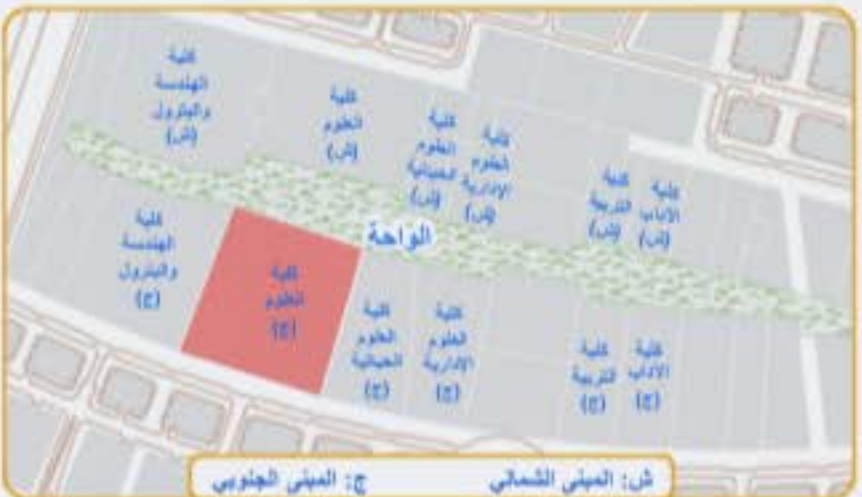 كلية
الهندسة
والبترول
(ش)
كلية
العلوم
(ش)
كلية
العلوم
الحياتية
(ش)
كلية
العلوم
الإدارية
(ش)
كلية
التربية
(ش)
كلية
الآداب
(ش)
الواحة
كلية
الهندسة
والبترول
(ج)
كلية
العلوم
(ج)
كلية
العلوم
الحياتية
(ج)
كلية
العلوم
الإدارية
(ج)
كلية
التربية
(ج)
كلية
الآداب
(ج)
ش: المبنى الشمالي
ج: المبنى الجنوبي